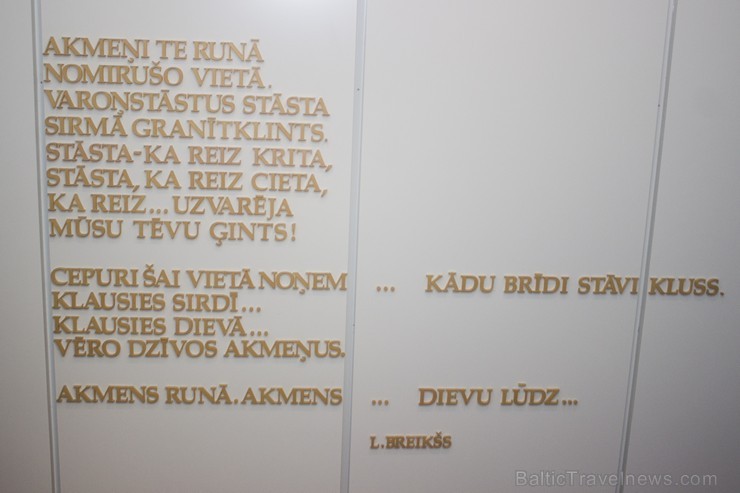 AKMEŅI TE RUNĀ
NOMIRUŠO VIETĀ.
VAROŅSTĀSTUS STĀSTA
SIRMĀ GRANĪTKLINTS.
STĀSTA-KA REIZ KRITA,
STĀSTA, KA REIZ CIETA,
KA REIZ... UZVARĒJA
MŪSU TĒVU ĢINTS!
CEPURI ŠAI VIETĀ NOŅEM ... KĀDU BRĪDI STĀVI KLUSS.
KLAUSIES SIRDĪ...
KLAUSIES DIEVĀ...
VĒRO DZĪVOS AKMEŅUS.
AKMENS RUNĀ. AKMENS ... DIEVU LŪDZ...
L. BREIKŠS
BalticTravelnews.com